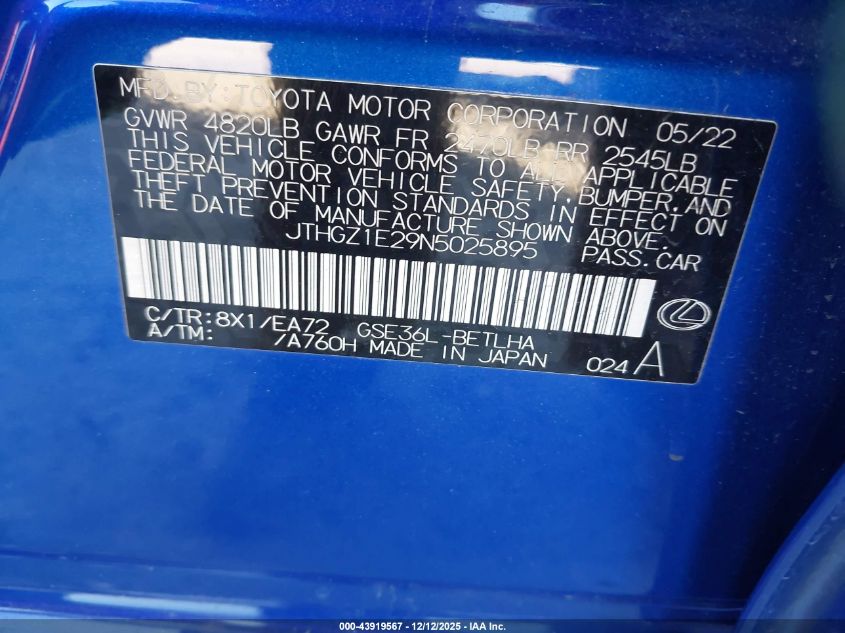 MFD.BY:TOYOTA MOTOR CORPORATION 05/22
GVWR 4820LB GAWR FR 2470LB RR 2545LB
THIS VEHICLE CONFORMS TO ALL APPLICABLE
FEDERAL MOTOR VEHICLE SAFETY,BUMPER,AND
THEFT PREVENTION STANDARDS IN EFFECT ON
THE DATE OF MANUFACTURE SHOWN ABOVE.
JTHGZ1E29N5025895 PASS.CAR
C/TR:8X1/EA72 GSE36L-BETLHA
A/TM: /A760H MADE IN JAPAN 024 A
000-43919567 - 12/12/2025 - IAA Inc.